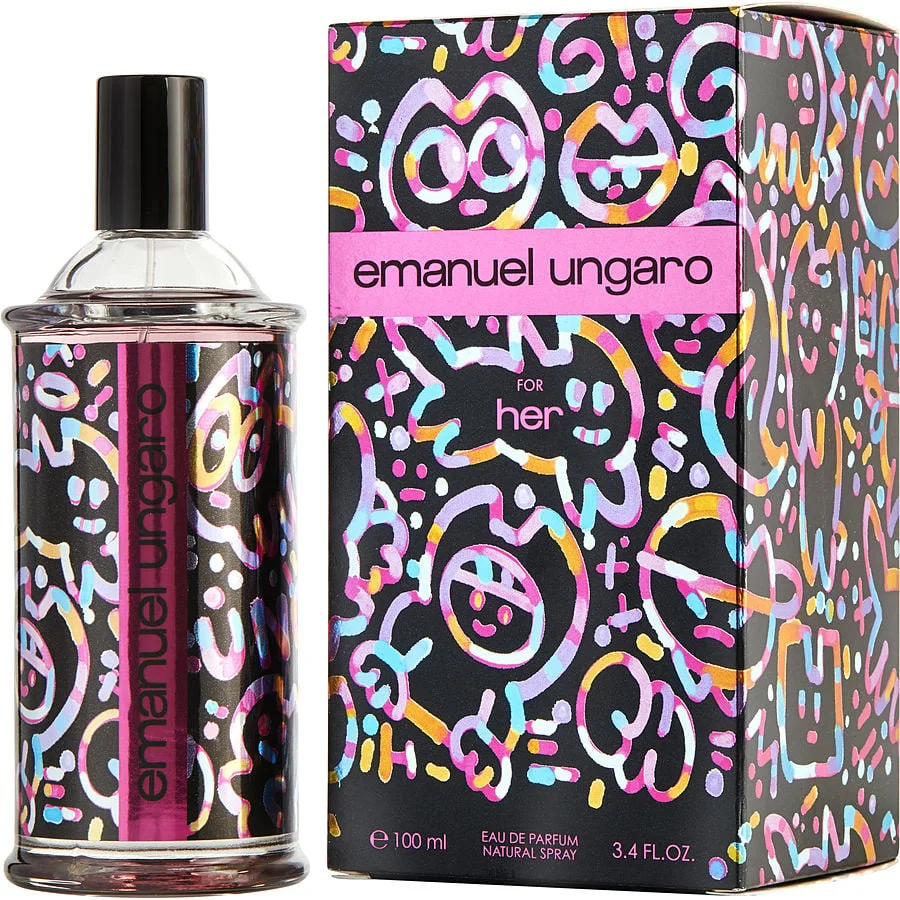 emanuel ungaro
emanuel ungaro
FOR
her
℮ 100 ml
EAU DE PARFUM
NATURAL SPRAY
3.4 FL.OZ.